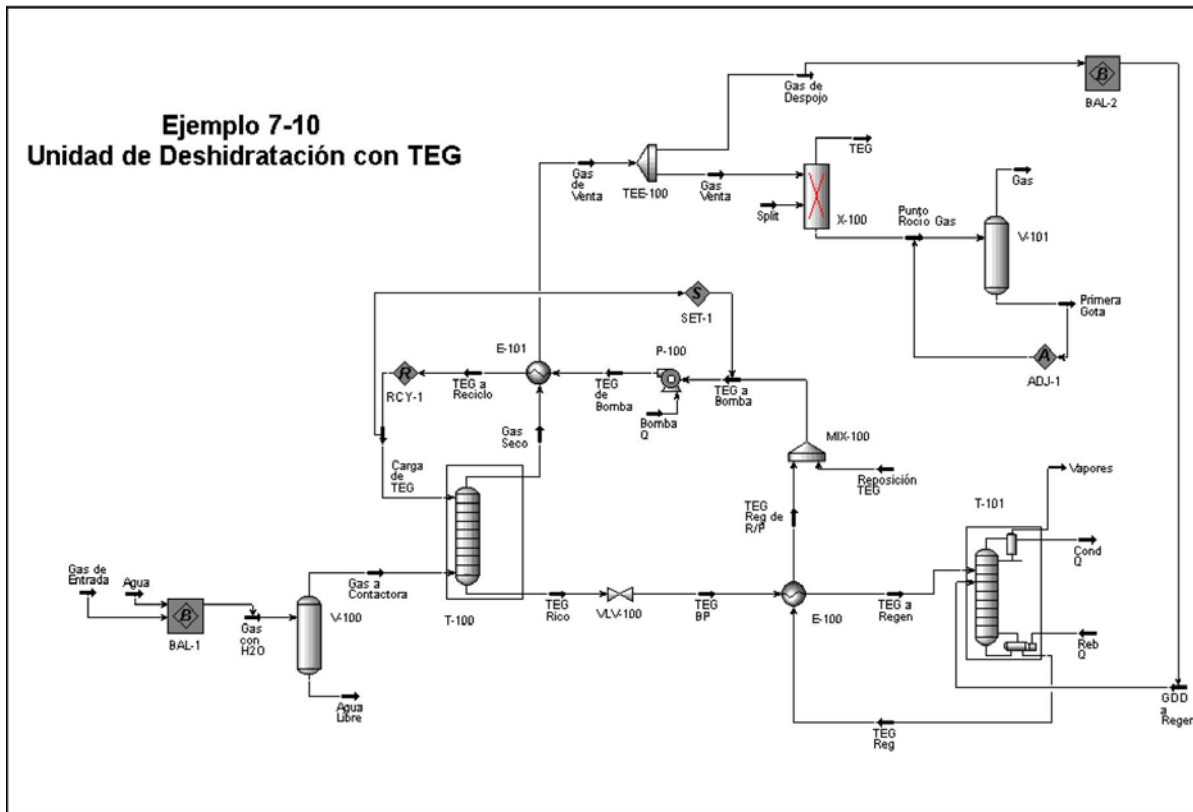 Ejemplo 7-10
Unidad de Deshidratación con TEG
Gas de
Despojo
B
BAL-2
TEG
Gas
de
Venta
TEE-100
Gas
Venta
Split
X-100
Punto
Rocio Gas
Gas
V-101
Primera
Gota
A
ADJ-1
S
SET-1
E-101
P-100
R
RCY-1
TEG a
Reciclo
TEG
de
Bomba
TEG a
Bomba
Bomba
Q
MIX-100
Gas
Seco
Reposición
TEG
Carga
de
TEG
TEG
Reg de
R/P
Vapores
T-101
Cond
Q
Gas de
Entrada
Agua
Gas a
Contactora
B
BAL-1
Gas
con
H2O
V-100
T-100
TEG
Rico
VLV-100
TEG
BP
E-100
TEG a
Regen
Reb
Q
Agua
Libre
TEG
Reg
GDD
a
Regen